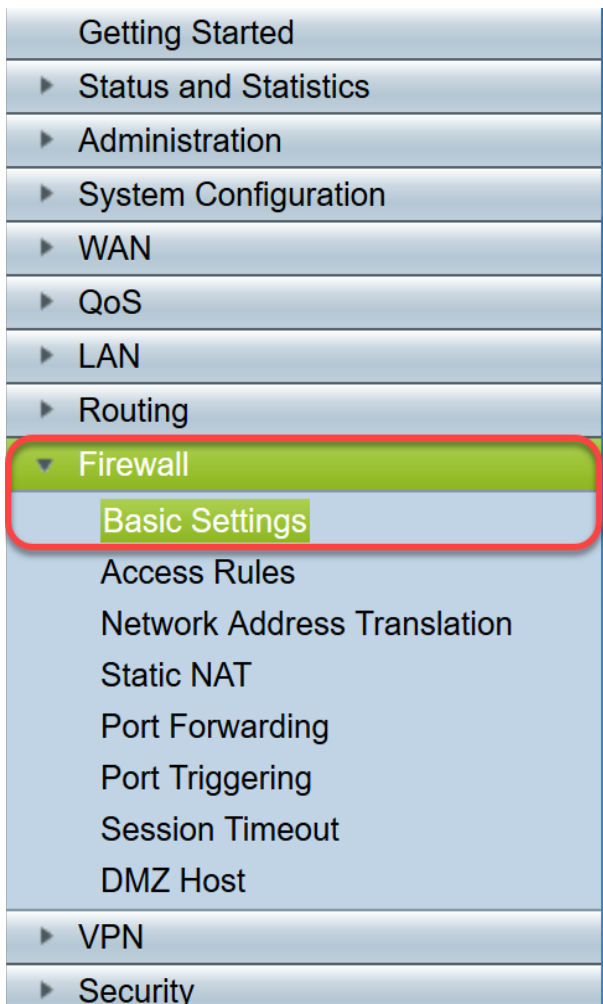 Getting Started
Status and Statistics
Administration
System Configuration
WAN
QoS
LAN
Routing
Firewall
Basic Settings
Access Rules
Network Address Translation
Static NAT
Port Forwarding
Port Triggering
Session Timeout
DMZ Host
VPN
Security